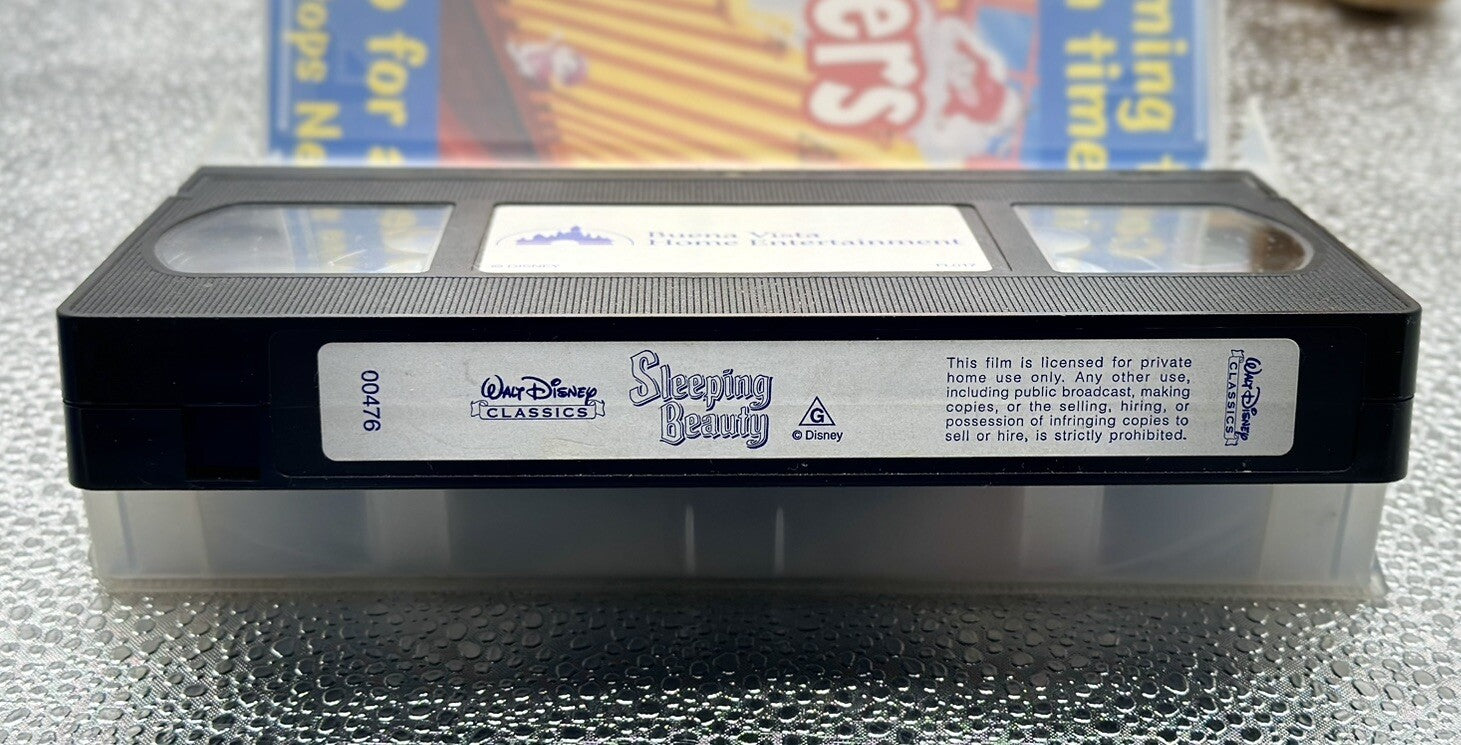 ming
time
ers
for
ops Ne
Buena Vista
Home Entertainment
© DISNEY
00476
WALT DISNEY
CLASSICS
Sleeping
Beauty
G
© Disney
This film is licensed for private
home use only. Any other use,
including public broadcast, making
copies, or the selling, hiring, or
possession of infringing copies to
sell or hire, is strictly prohibited.
WALT DISNEY
CLASSICS